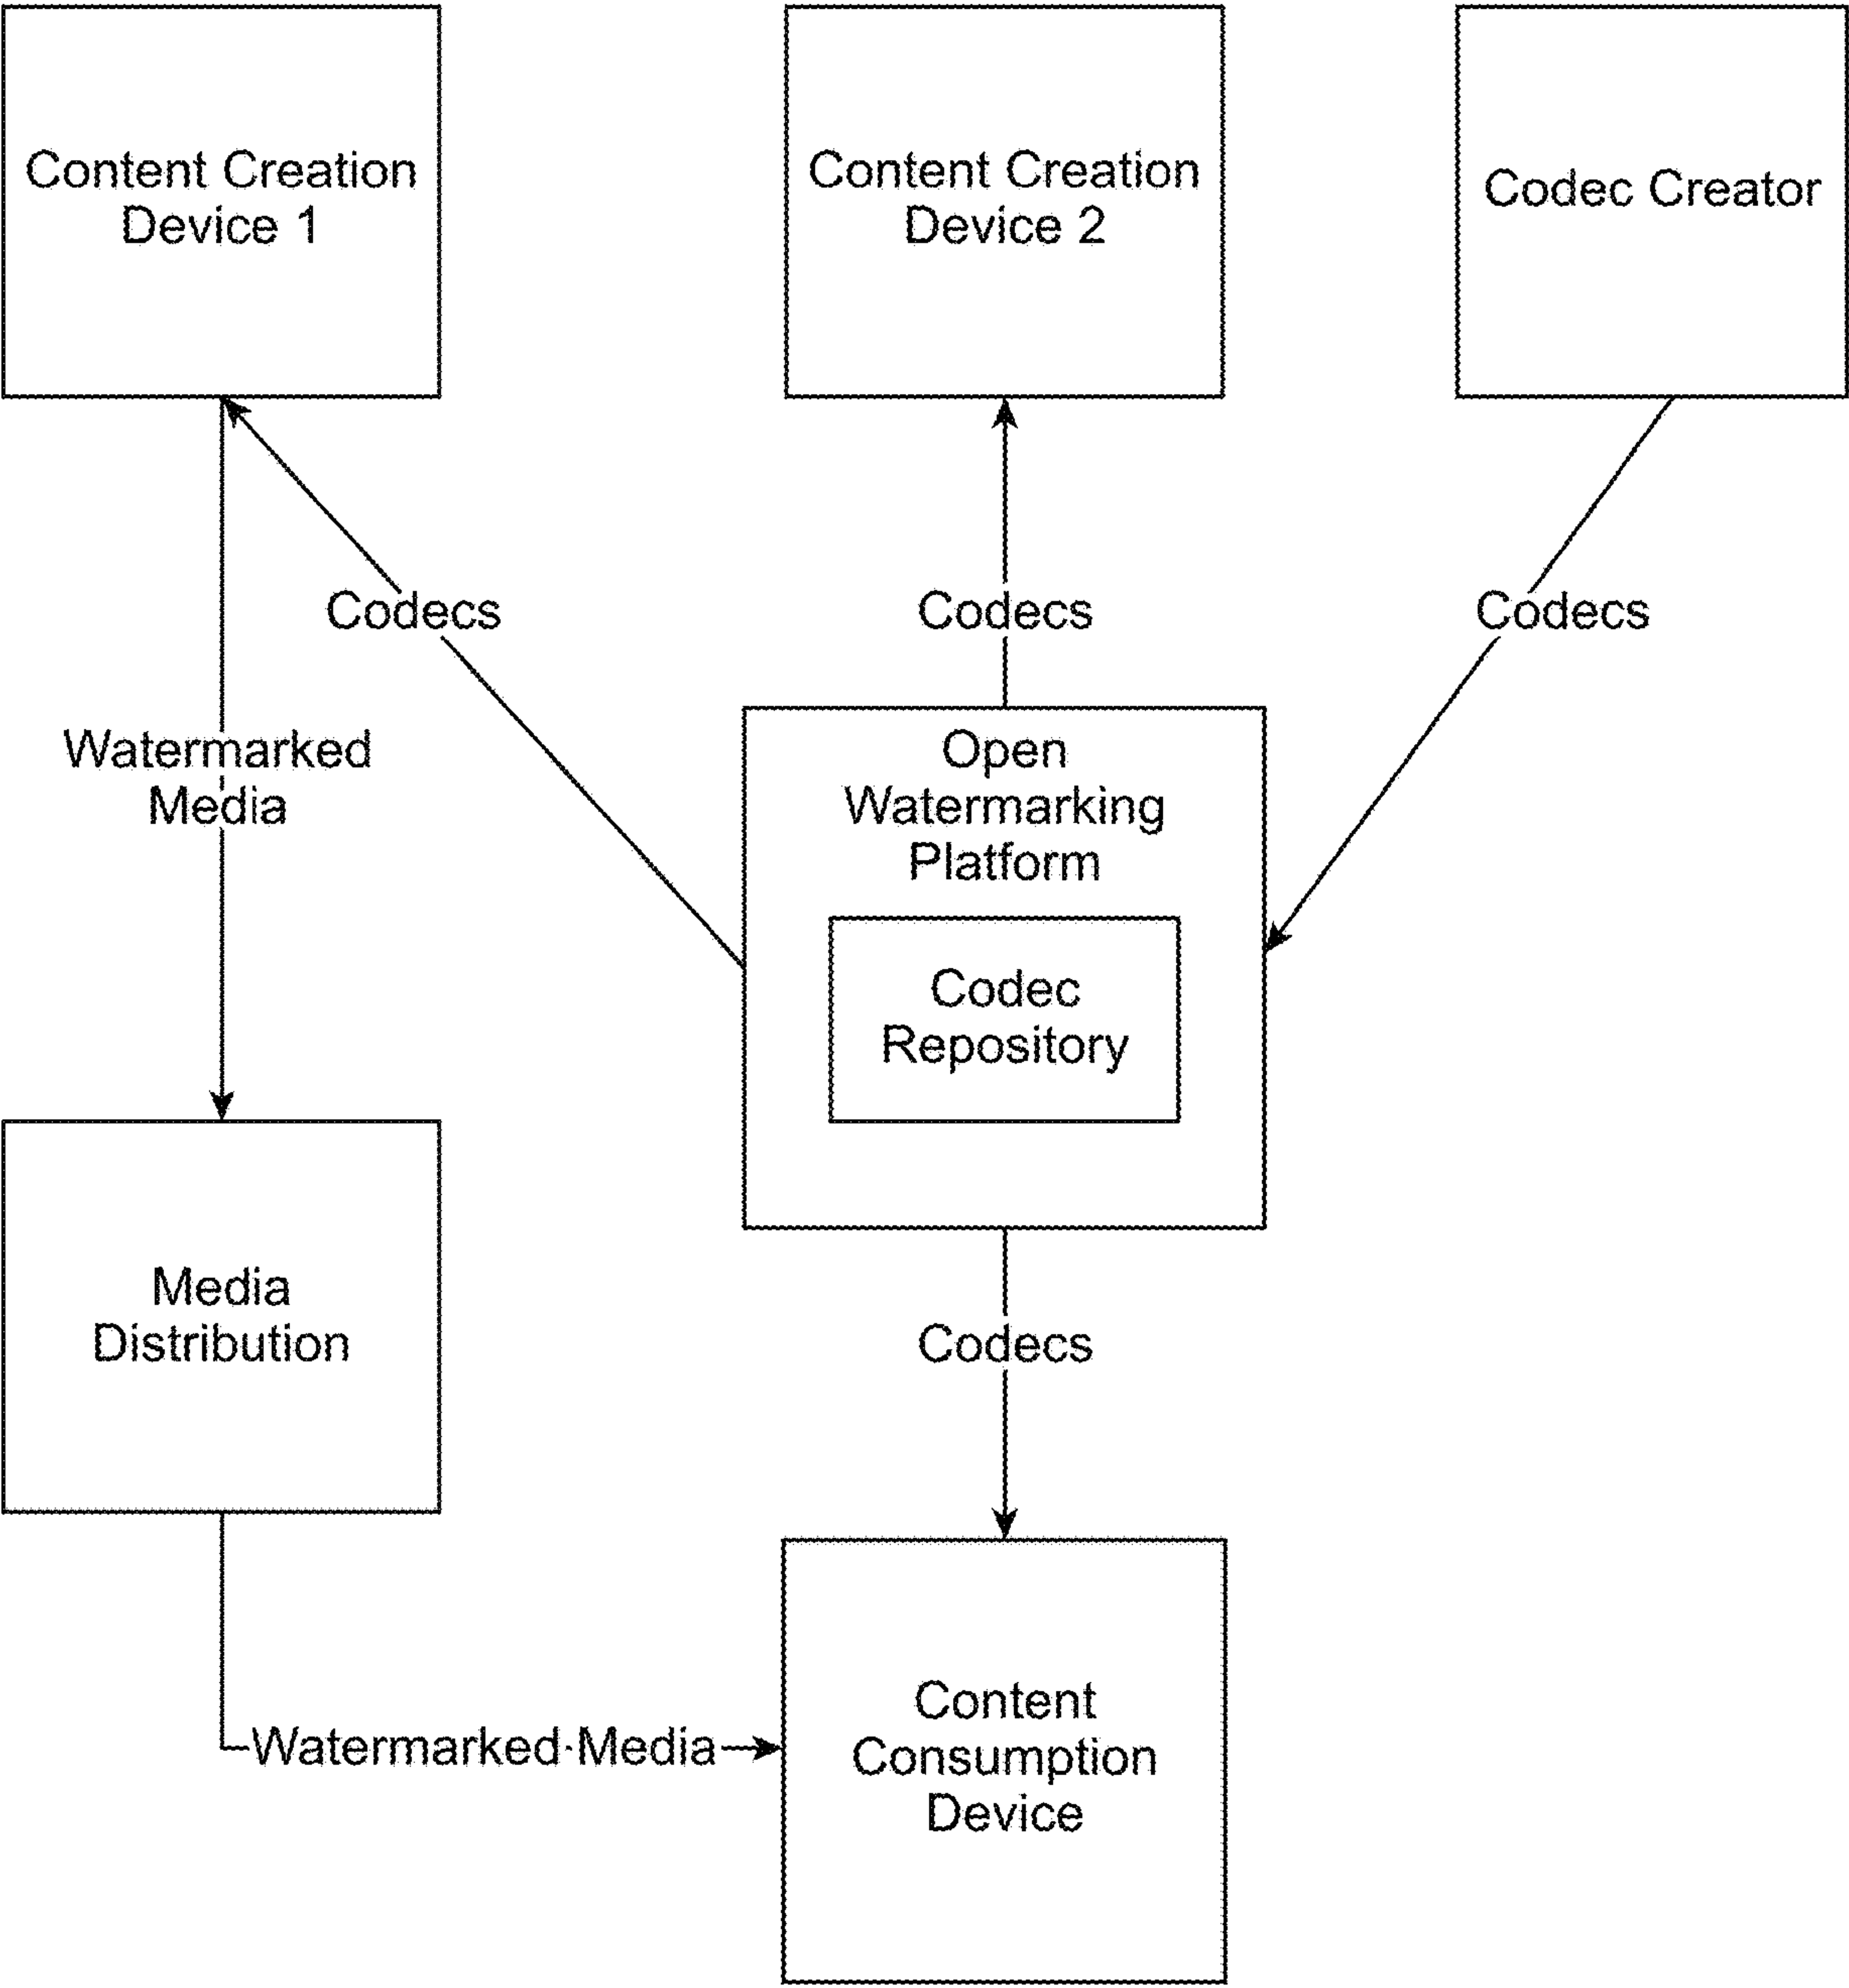 Content Creation
Device 1
Content Creation
Device 2
Codec Creator
Codecs
Codecs
Codecs
Watermarked
Media
Open
Watermarking
Platform
Codec
Repository
Media
Distribution
Codecs
Watermarked Media
Content
Consumption
Device